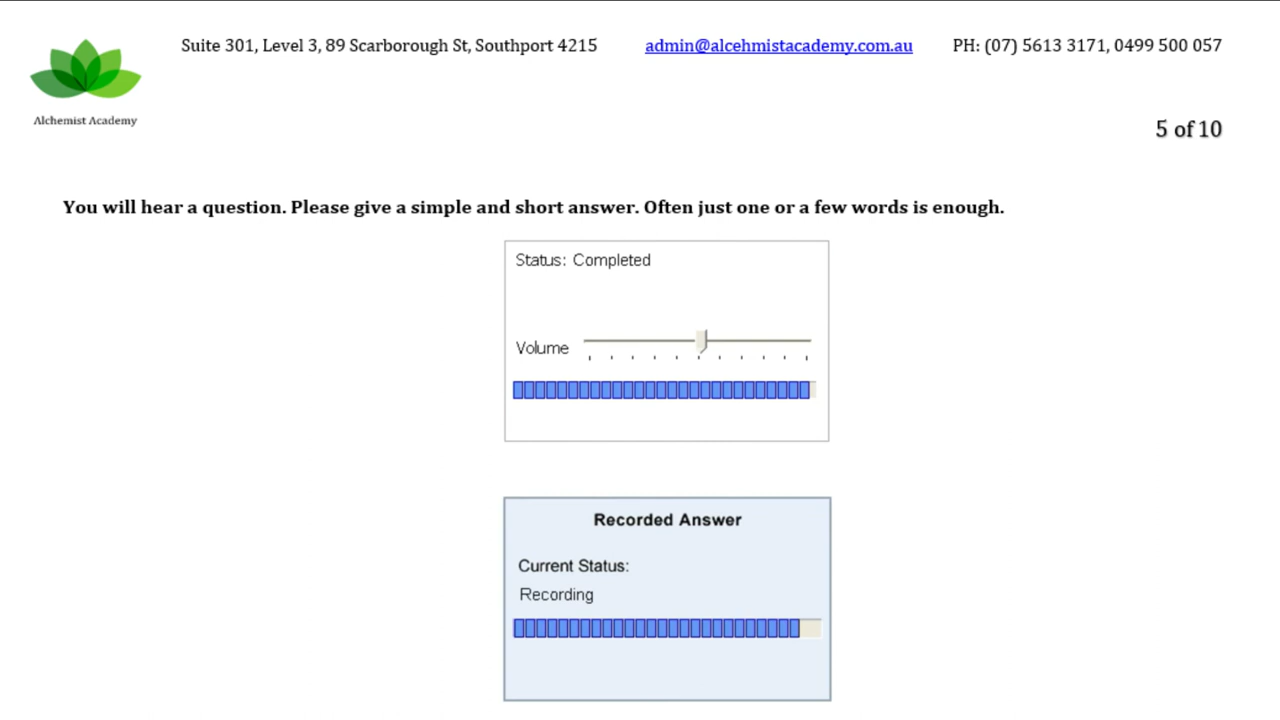 Suite 301, Level 3, 89 Scarborough St, Southport 4215 admin@alcehmistacademy.com.au PH: (07) 5613 3171, 0499 500 057
Alchemist Academy
5 of 10
You will hear a question. Please give a simple and short answer. Often just one or a few words is enough.
Status: Completed
Volume
Recorded Answer
Current Status:
Recording